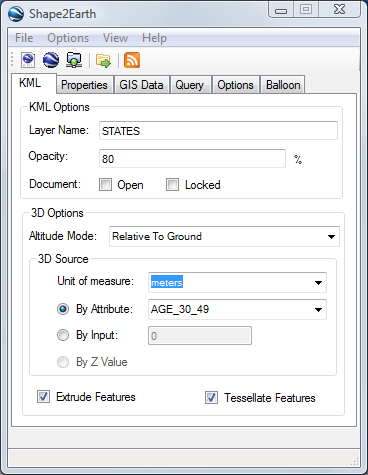 Shape2Earth
File Options View Help
KML Properties GIS Data Query Options Balloon
KML Options
Layer Name: STATES
Opacity: 80 %
Document: Open Locked
3D Options
Altitude Mode: Relative To Ground
3D Source
Unit of measure: meters
By Attribute: AGE_30_49
By Input: 0
By Z Value
Extrude Features Tessellate Features